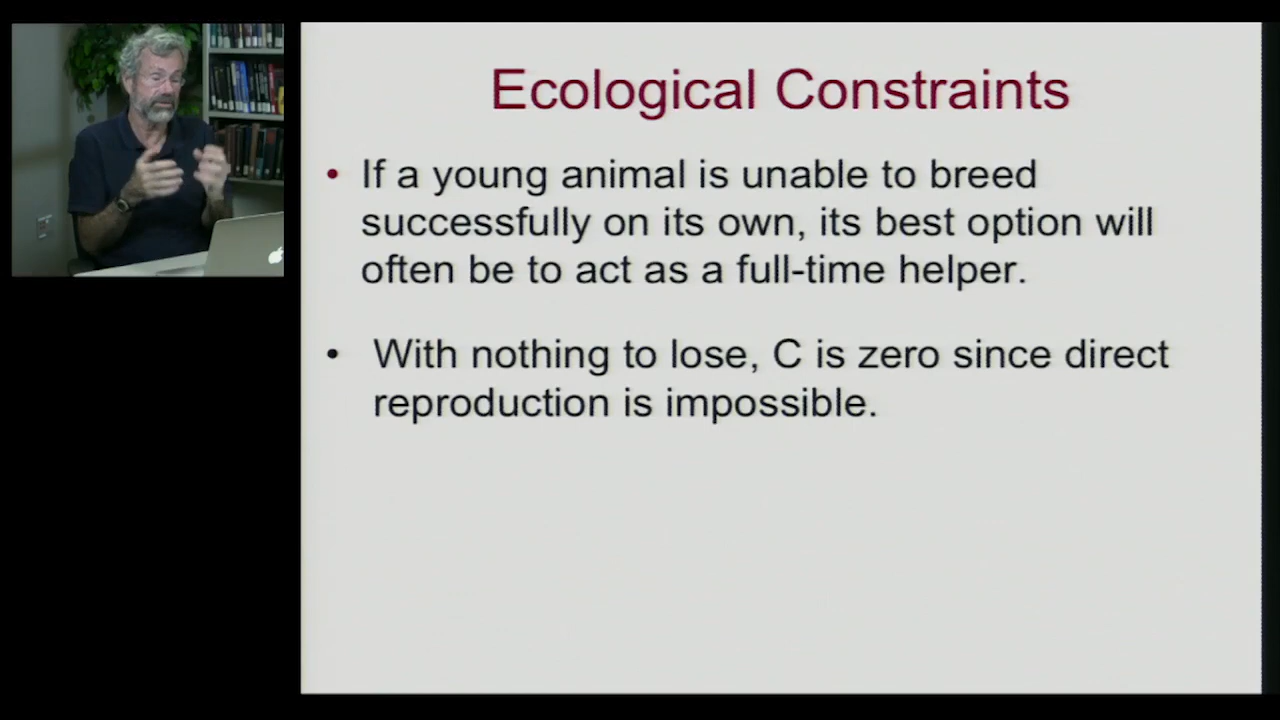 Ecological Constraints
• If a young animal is unable to breed
successfully on its own, its best option will
often be to act as a full-time helper.
• With nothing to lose, C is zero since direct
reproduction is impossible.